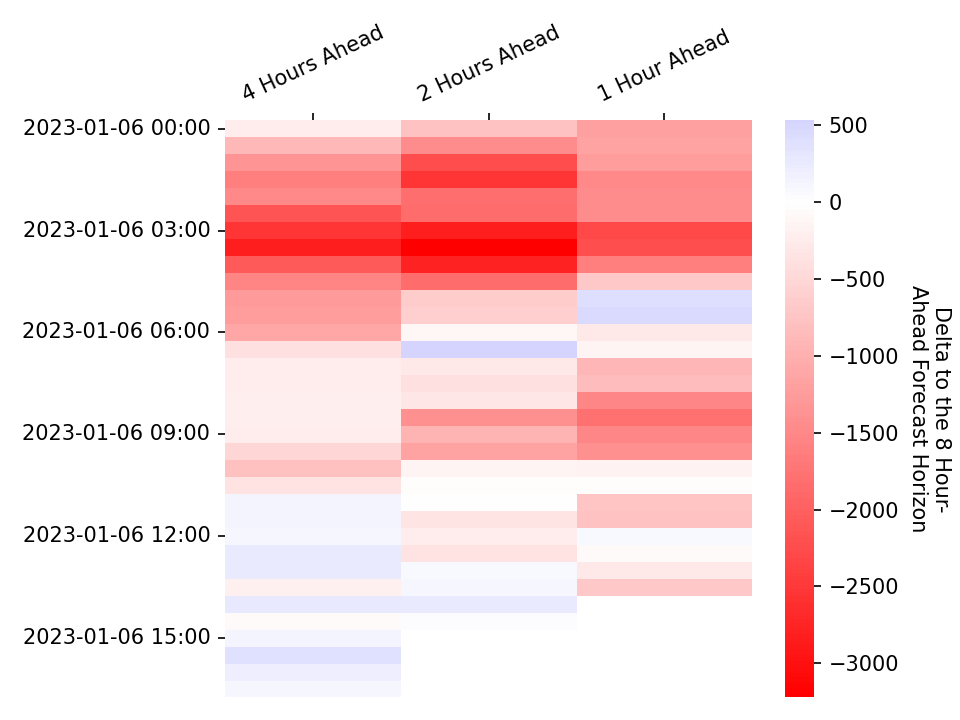 4 Hours Ahead
2 Hours Ahead
1 Hour Ahead
2023-01-06 00:00
2023-01-06 03:00
2023-01-06 06:00
2023-01-06 09:00
2023-01-06 12:00
2023-01-06 15:00
500
0
−500
−1000
−1500
−2000
−2500
−3000
Delta to the 8 Hour-
Ahead Forecast Horizon